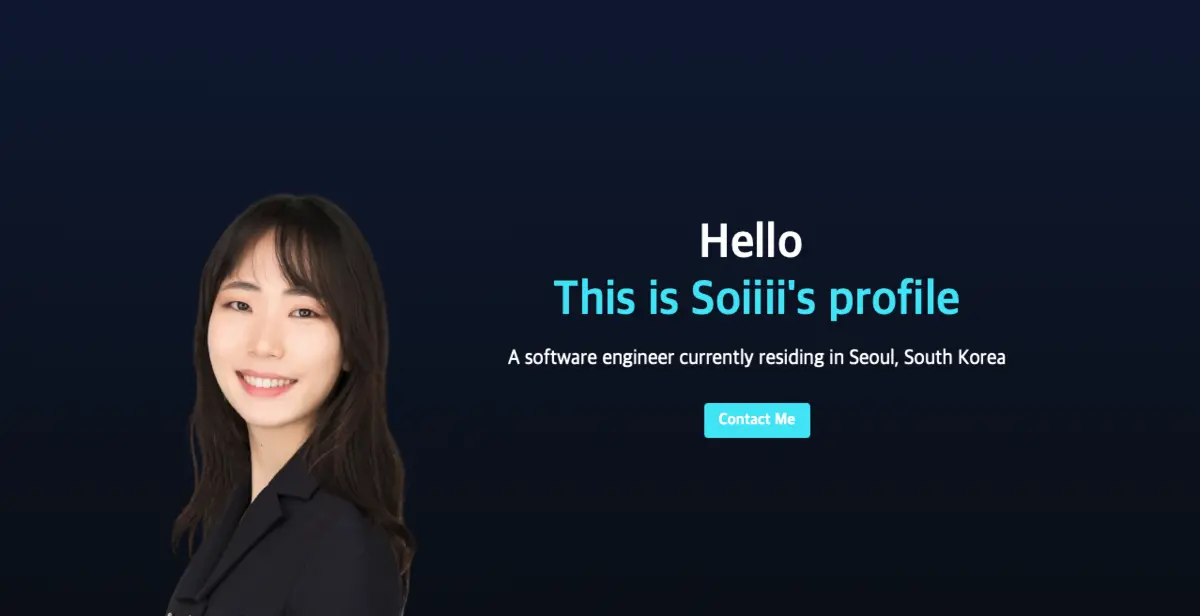 Hello
This is Soiiii's profile
A software engineer currently residing in Seoul, South Korea
Contact Me